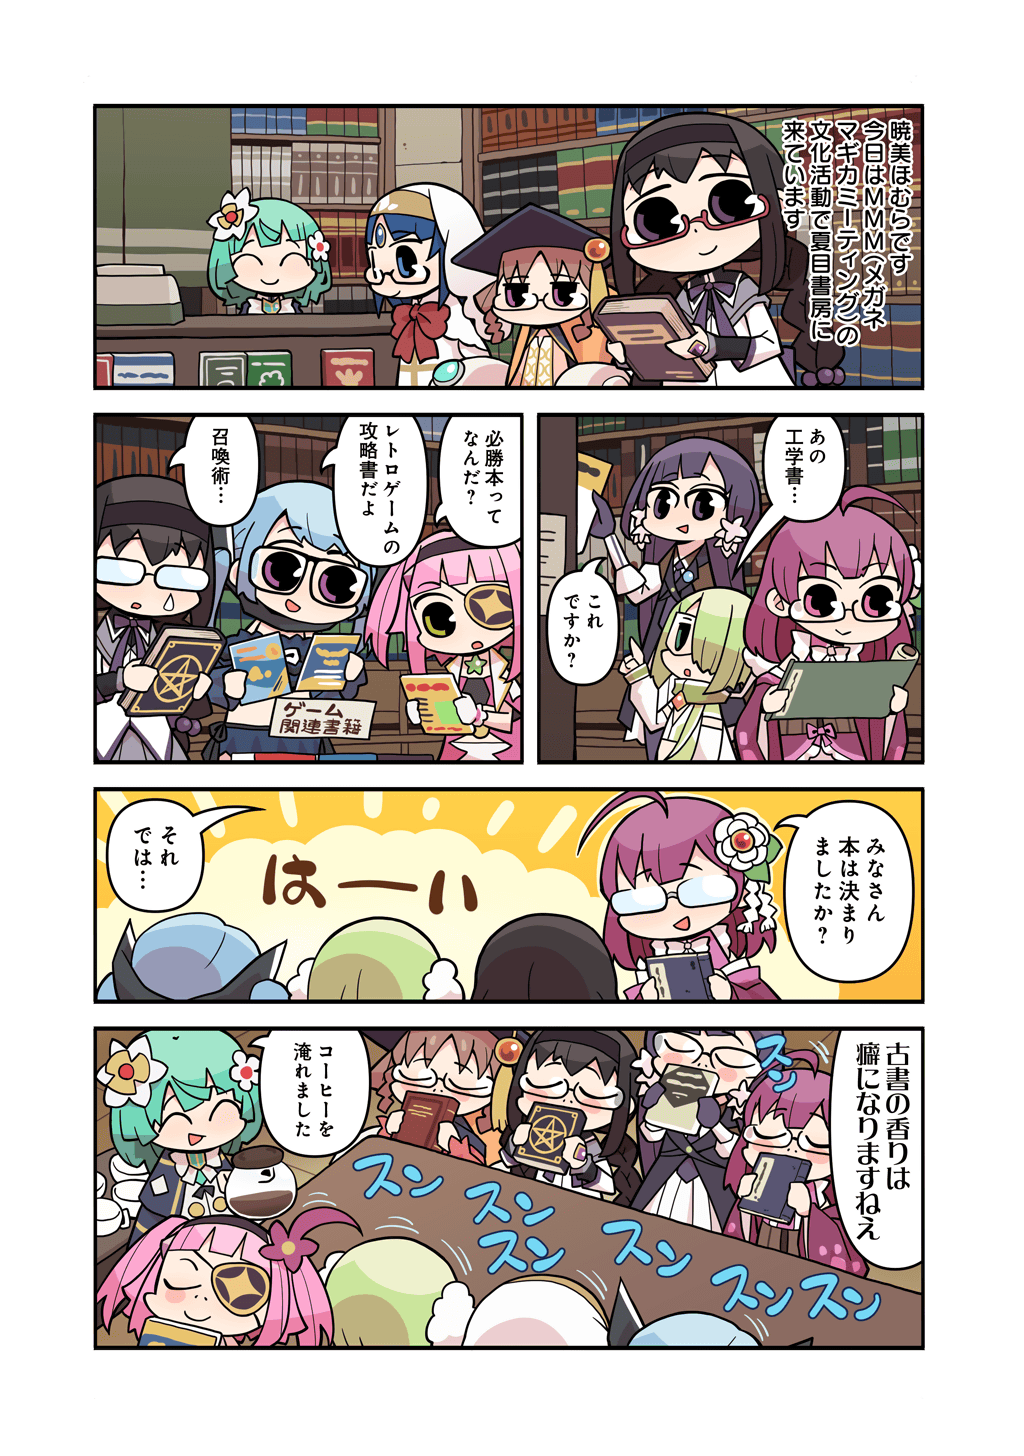 暁美ほむらです
今日はMMM（メガネ
マギカミーティング）の
文化活動で夏目書房に
来ています
あの
工学書…
これ
ですか？
必勝本って
なんだ？
レトロゲームの
攻略書だよ
召喚術…
ゲーム
関連書籍
みなさん
本は決まり
ましたか？
はーい
それ
では…
古書の香りは
癖になりますねえ
スン
コーヒーを
淹れました
スン
スン
スン
スン
スン
スン